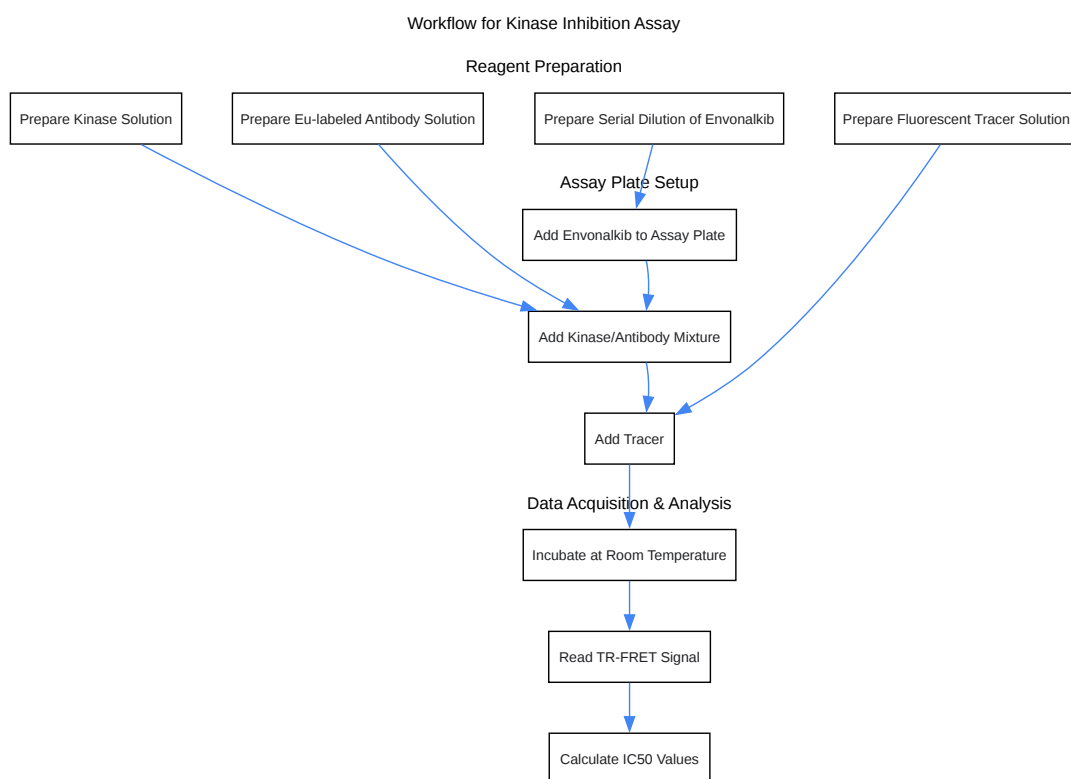 Workflow for Kinase Inhibition Assay
Reagent Preparation
Prepare Kinase Solution
Prepare Eu-labeled Antibody Solution
Prepare Serial Dilution of Envonalkib
Prepare Fluorescent Tracer Solution
Assay Plate Setup
Add Envonalkib to Assay Plate
Add Kinase/Antibody Mixture
Add Tracer
Data Acquisition & Analysis
Incubate at Room Temperature
Read TR-FRET Signal
Calculate IC50 Values